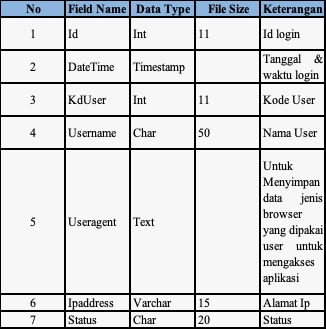 No Field Name Data Type File Size Keterangan
1 Id Int 11 Id login
2 DateTime Timestamp Tanggal & waktu login
3 KdUser Int 11 Kode User
4 Username Char 50 Nama User
5 Useragent Text Untuk Menyimpan data jenis browser yang dipakai user untuk mengakses aplikasi
6 Ipaddress Varchar 15 Alamat Ip
7 Status Char 20 Status